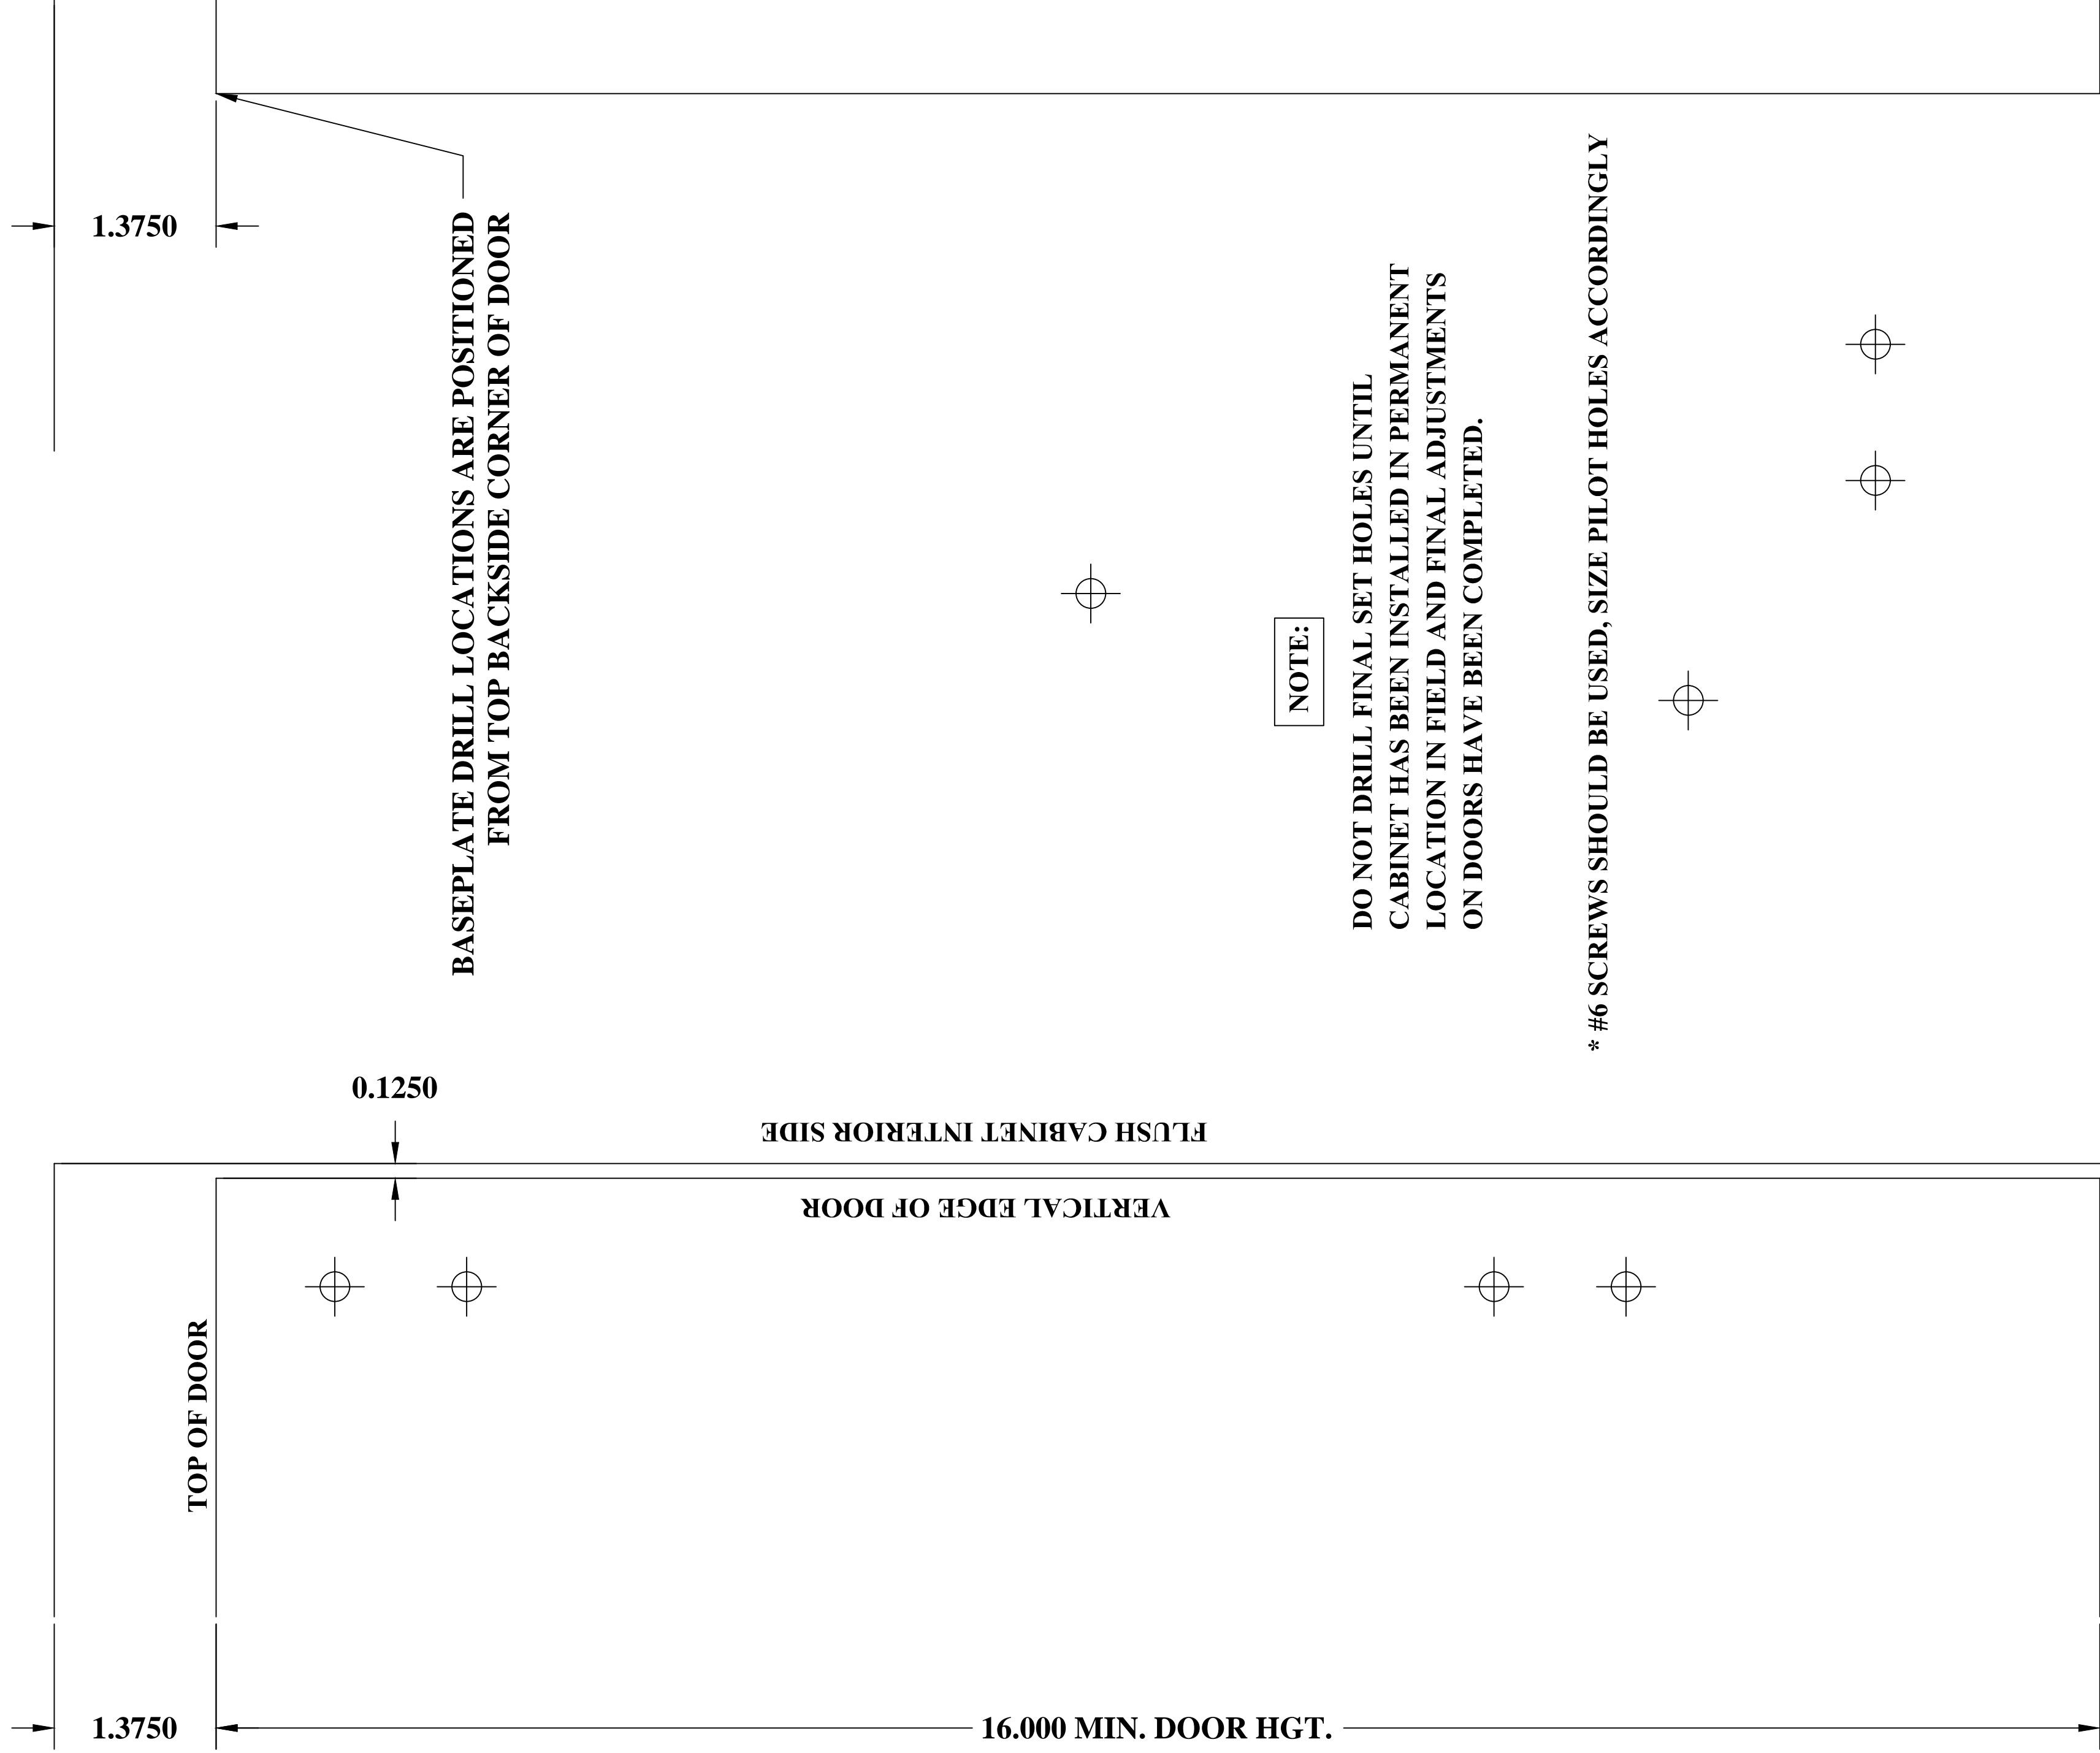 1.3750
BASEPLATE DRILL LOCATIONS ARE POSITIONED
FROM TOP BACKSIDE CORNER OF DOOR
NOTE:
DO NOT DRILL FINAL SET HOLES UNTIL
CABINET HAS BEEN INSTALLED IN PERMANENT
LOCATION IN FIELD AND FINAL ADJUSTMENTS
ON DOORS HAVE BEEN COMPLETED.
* #6 SCREWS SHOULD BE USED, SIZE PILOT HOLES ACCORDINGLY
0.1250
FLUSH CABINET INTERIOR SIDE
VERTICAL EDGE OF DOOR
TOP OF DOOR
1.3750
16.000 MIN. DOOR HGT.